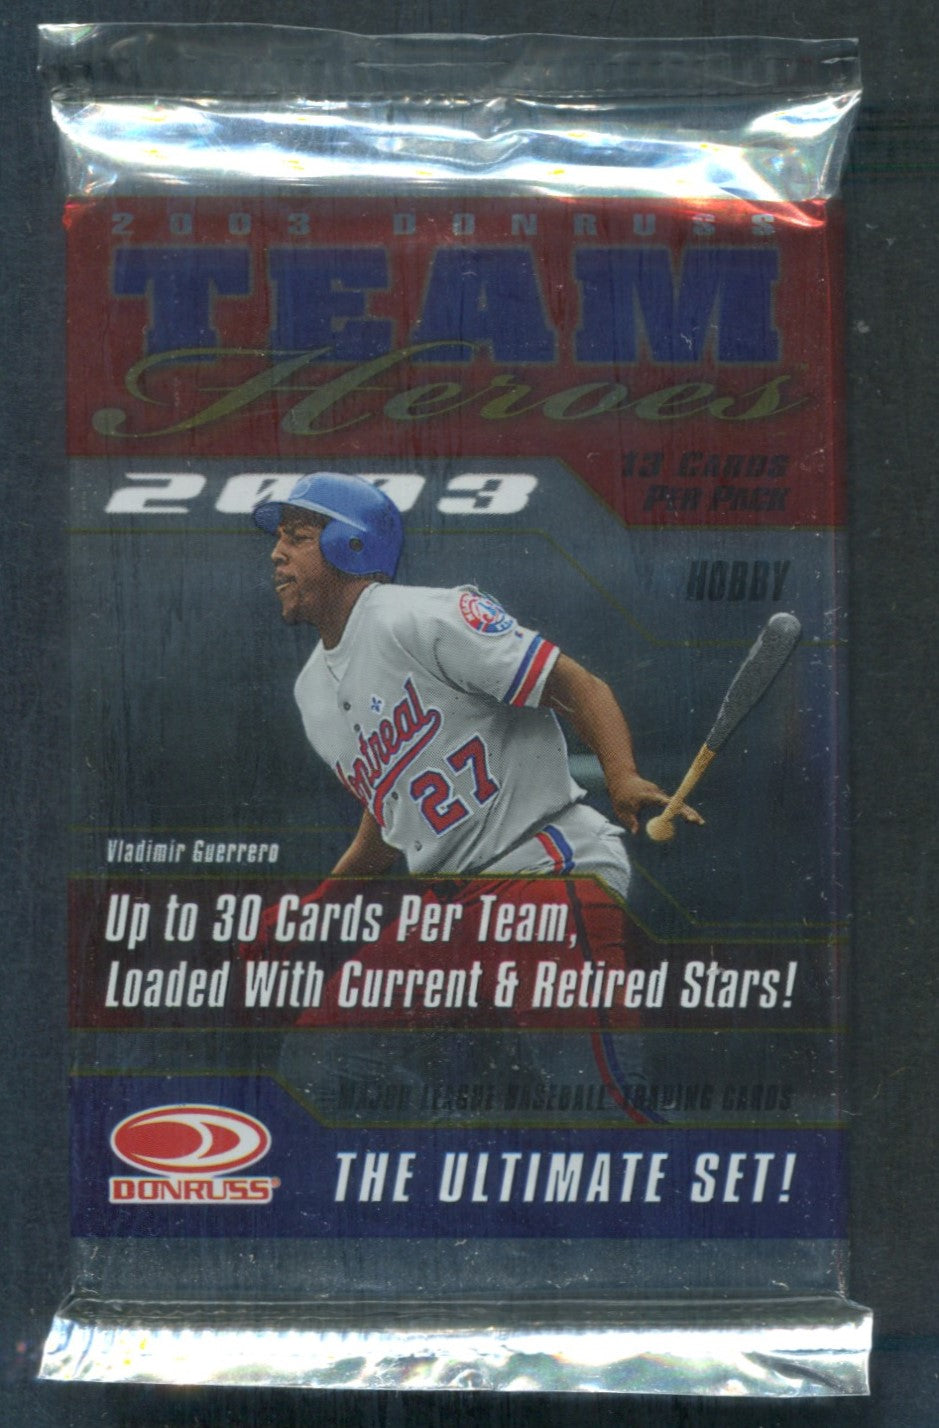 2003 DONRUSS
TEAM
Heroes
2003
13 CARDS
PER PACK
HOBBY
Montreal
27
Vladimir Guerrero
Up to 30 Cards Per Team,
Loaded With Current & Retired Stars!
MAJOR LEAGUE BASEBALL TRADING CARDS
DONRUSS®
THE ULTIMATE SET!